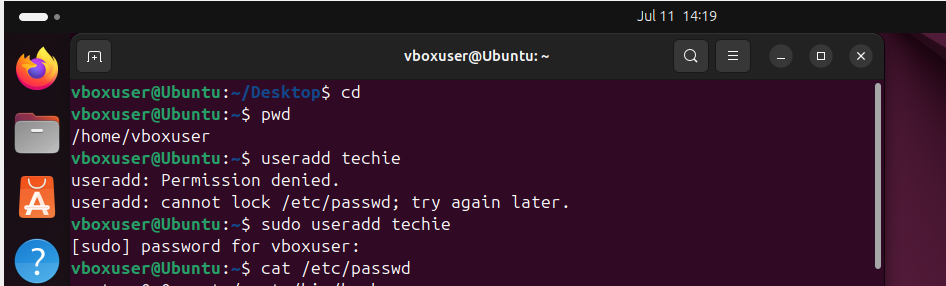 Jul 11 14:19
vboxuser@Ubuntu: ~
vboxuser@Ubuntu:~/Desktop$ cd
vboxuser@Ubuntu:~$ pwd
/home/vboxuser
vboxuser@Ubuntu:~$ useradd techie
useradd: Permission denied.
useradd: cannot lock /etc/passwd; try again later.
vboxuser@Ubuntu:~$ sudo useradd techie
[sudo] password for vboxuser:
vboxuser@Ubuntu:~$ cat /etc/passwd